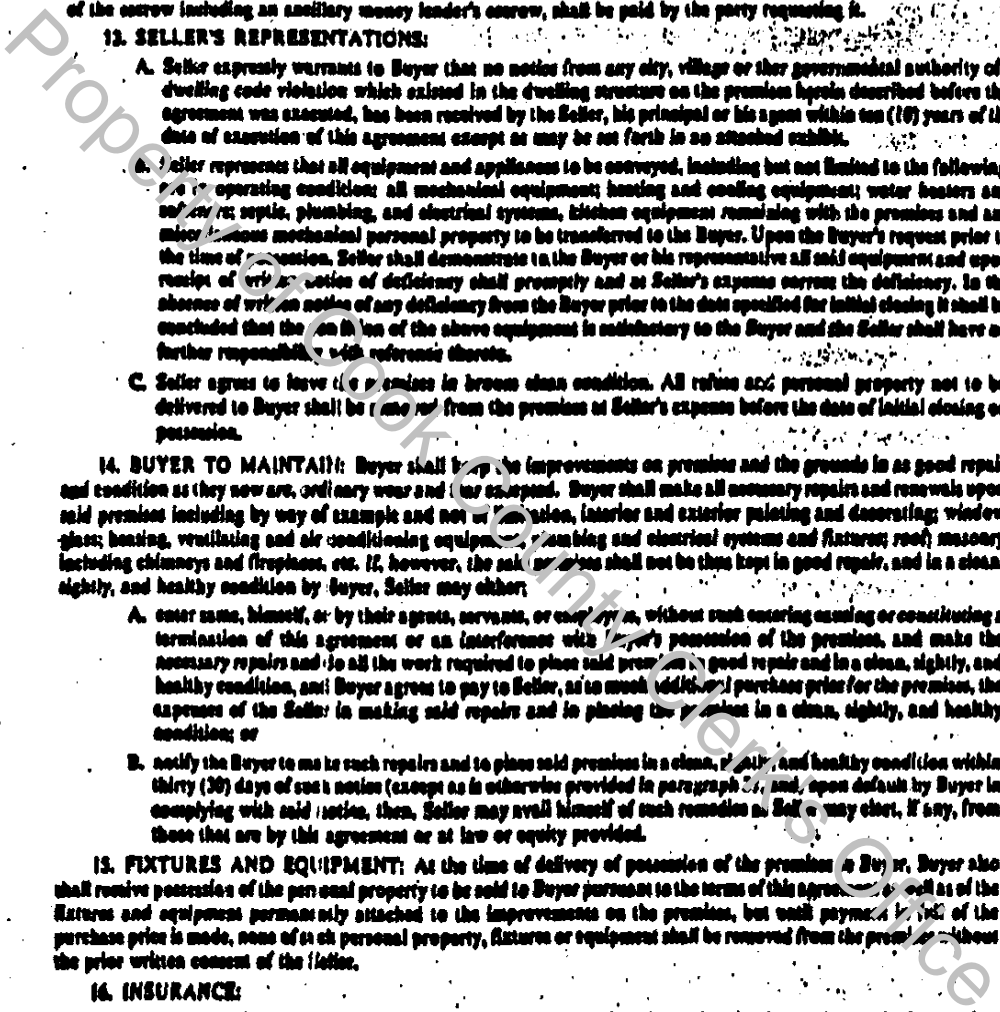 of the escrow including an ancillary money lender's escrow, shall be paid by the party requesting it.
13. SELLER'S REPRESENTATIONS:
A. Seller expressly warrants to Buyer that no notice from any city, village or ther governmental authority of
dwelling code violation which existed in the dwelling structure on the premises herein described before th
agreement was executed, has been received by the Seller, his principal or his agent within ten (10) years of th
date of execution of this agreement except as may be set forth in an attached exhibit.
Seller represents that all equipment and appliances to be conveyed, including but not limited to the following
operating condition: all mechanical equipment; heating and cooling equipment; water heaters an
softeners; septic, plumbing, and electrical systems, kitchen equipment remaining with the premises and an
miscellaneous mechanical personal property to be transferred to the Buyer. Upon the Buyer's request prior t
the time of possession, Seller shall demonstrate to the Buyer or his representative all said equipment and upo
receipt of written notice of deficiency shall promptly and at Seller's expense correct the deficiency. In th
absence of written notice of any deficiency from the Buyer prior to the date specified for initial closing it shall b
concluded that the condition of the above equipment is satisfactory to the Buyer and the Seller shall have n
further responsibility with reference thereto.
C. Seller agrees to leave the premises in broom clean condition. All refuse and personal property not to b
delivered to Buyer shall be removed from the premises at Seller's expense before the date of initial closing o
possession.
14. BUYER TO MAINTAIN: Buyer shall keep the improvements on premises and the grounds in as good repai
and condition as they now are, ordinary wear and tear excepted. Buyer shall make all necessary repairs and renewals upo
said premises including by way of example and not of limitation, interior and exterior painting and decorating; window
glass; heating, ventilating and air conditioning equipment; plumbing and electrical systems and fixtures; roof; masonry
including chimneys and fireplaces, etc. If, however, the said premises shall not be thus kept in good repair, and in a clean
sightly, and healthy condition by Buyer, Seller may either:
A. enter same, himself, or by their agents, servants, or employees, without such entering causing or constituting a
termination of this agreement or an interference with Buyer's possession of the premises, and make the
necessary repairs and do all the work required to place said premises in good repair and in a clean, sightly, and
healthy condition, and Buyer agrees to pay to Seller, as so much additional purchase price for the premises, the
expenses of the Seller in making said repairs and in placing the premises in a clean, sightly, and healthy
condition; or
B. notify the Buyer to make such repairs and to place said premises in a clean, sightly, and healthy condition within
thirty (30) days of such notice (except as is otherwise provided in paragraph and, upon default by Buyer in
complying with said notice, then, Seller may avail himself of such remedies as Seller may elect, if any, from
those that are by this agreement or at law or equity provided.
15. FIXTURES AND EQUIPMENT: At the time of delivery of possession of the premises to Buyer, Buyer also
shall receive possession of the personal property to be sold to Buyer pursuant to the terms of this agreement as well as of the
fixtures and equipment permanently attached to the improvements on the premises, but until payment in full of the
purchase price is made, none of such personal property, fixtures or equipment shall be removed from the premises without
the prior written consent of the Seller.
16. INSURANCE:
Property of Cook County Clerk's Office